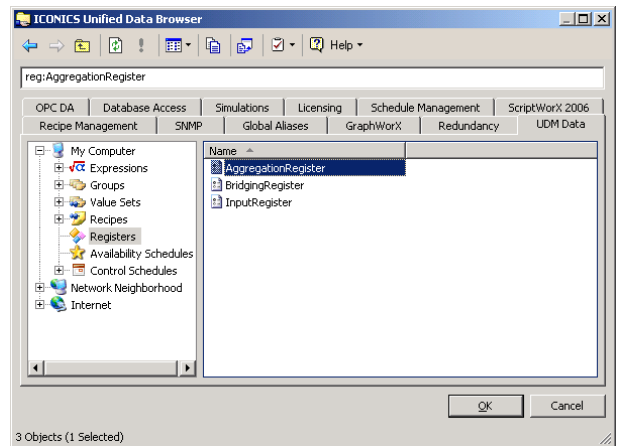 ICONICS Unified Data Browser
Help
reg:AggregationRegister
OPC DA Database Access Simulations Licensing Schedule Management ScriptWorX 2006
Recipe Management SNMP Global Aliases GraphWorX Redundancy UDM Data
My Computer
Expressions
Groups
Value Sets
Recipes
Registers
Availability Schedules
Control Schedules
Network Neighborhood
Internet
Name
AggregationRegister
BridgingRegister
InputRegister
OK Cancel
3 Objects (1 Selected)